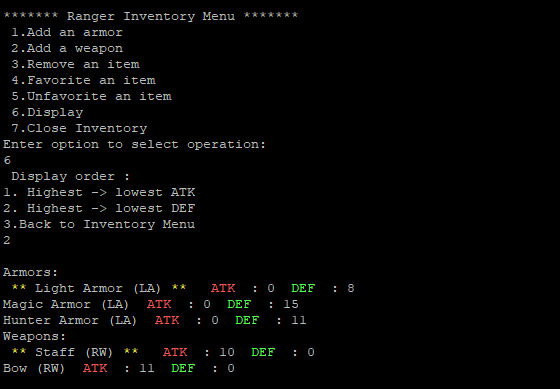 ******* Ranger Inventory Menu *******
1.Add an armor
2.Add a weapon
3.Remove an item
4.Favorite an item
5.Unfavorite an item
6.Display
7.Close Inventory
Enter option to select operation:
6
Display order :
1. Highest -> lowest ATK
2. Highest -> lowest DEF
3.Back to Inventory Menu
2
Armors:
** Light Armor (LA) ** ATK : 0 DEF : 8
Magic Armor (LA) ATK : 0 DEF : 15
Hunter Armor (LA) ATK : 0 DEF : 11
Weapons:
** Staff (RW) ** ATK : 10 DEF : 0
Bow (RW) ATK : 11 DEF : 0